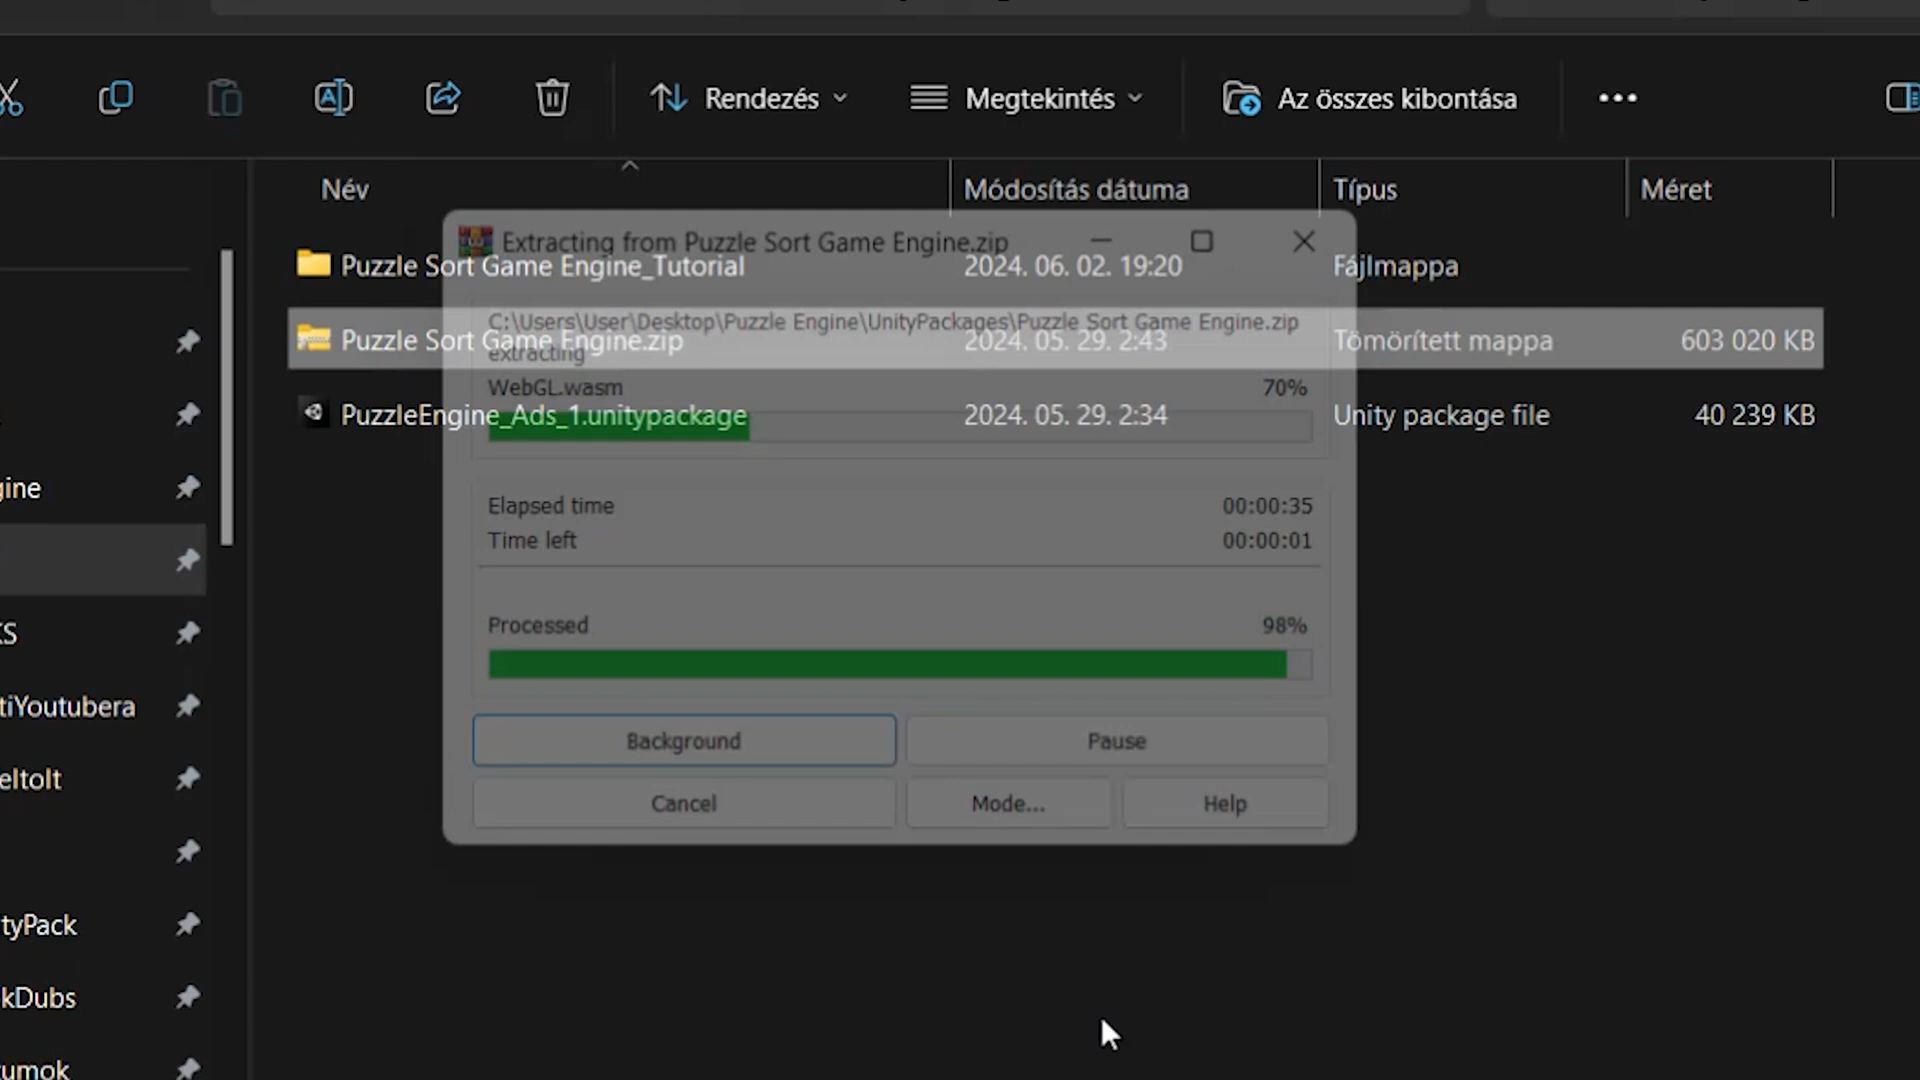 Rendezés
Megtekintés
Az összes kibontása
Név
Módosítás dátuma
Típus
Méret
Extracting from Puzzle Sort Game Engine.zip
Puzzle Sort Game Engine_Tutorial
2024. 06. 02. 19:20
Fájlmappa
C:\Users\User\Desktop\Puzzle Engine\UnityPackages\Puzzle Sort Game Engine.zip
Puzzle Sort Game Engine.zip
2024. 05. 29. 2:43
Tömörített mappa
603 020 KB
extracting
WebGL.wasm
70%
PuzzleEngine_Ads_1.unitypackage
2024. 05. 29. 2:34
Unity package file
40 239 KB
gine
Elapsed time
00:00:35
Time left
00:00:01
KS
Processed
98%
tiYoutubera
Background
Pause
eltolt
Cancel
Mode...
Help
tyPack
kDubs
umok